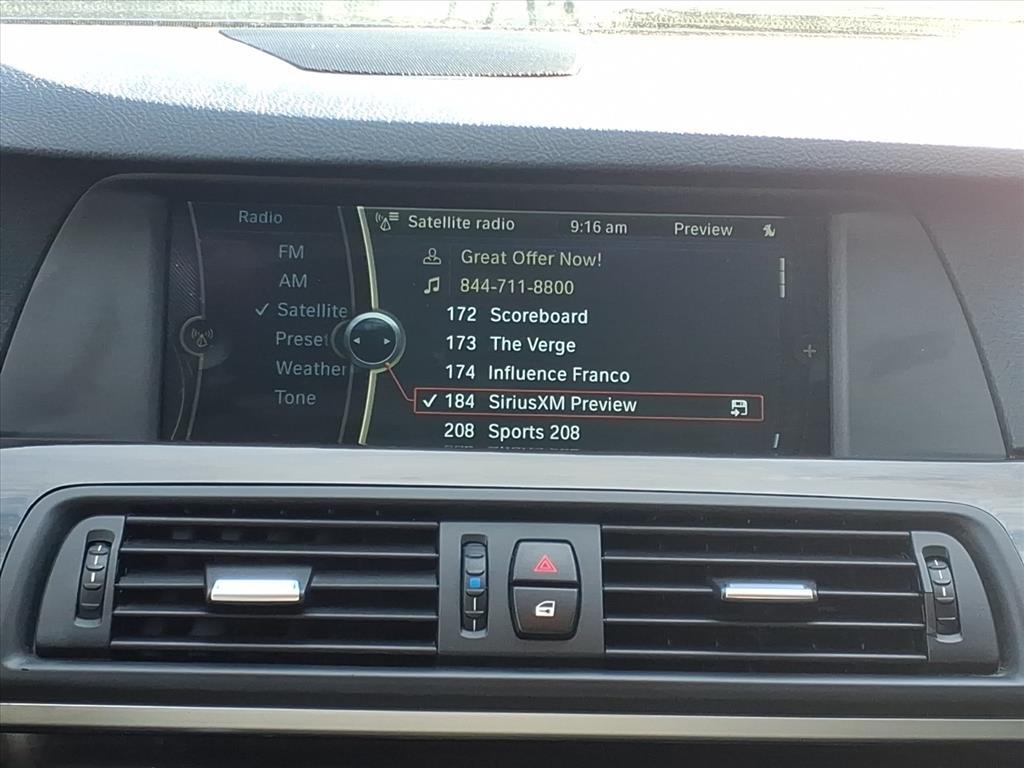 Radio
FM
AM
Satellite
Preset
Weather
Tone
Satellite radio 9:16 am Preview
Great Offer Now!
844-711-8800
172 Scoreboard
173 The Verge
174 Influence Franco
184 SiriusXM Preview
208 Sports 208